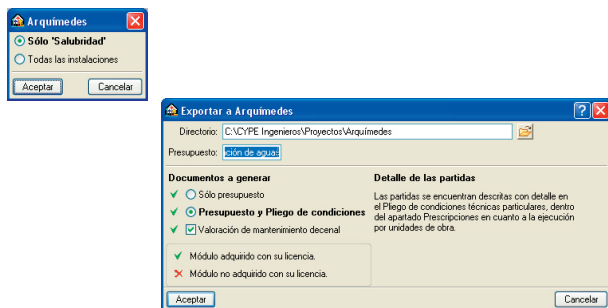 Arquímedes
Sólo 'Salubridad'
Todas las instalaciones
Aceptar Cancelar
Exportar a Arquímedes
Directorio: C:\CYPE Ingenieros\Proyectos\Arquímedes
Presupuesto: ción de agua:
Documentos a generar
Sólo presupuesto
Presupuesto y Pliego de condiciones
Valoración de mantenimiento decenal
Módulo adquirido con su licencia.
Módulo no adquirido con su licencia.
Detalle de las partidas
Las partidas se encuentran descritas con detalle en
el Pliego de condiciones técnicas particulares, dentro
del apartado Prescripciones en cuanto a la ejecución
por unidades de obra.
Aceptar Cancelar